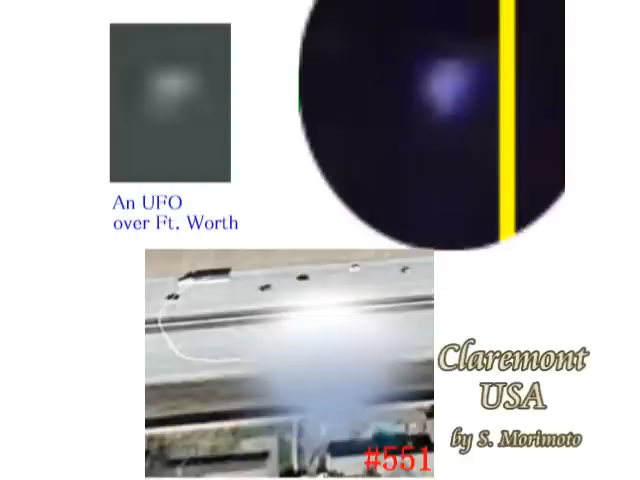 An UFO
over Ft. Worth
Claremont
USA
by S. Morimoto
#551